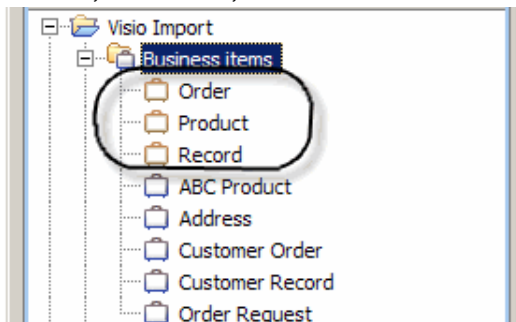 Visio Import
Business items
Order
Product
Record
ABC Product
Address
Customer Order
Customer Record
Order Request